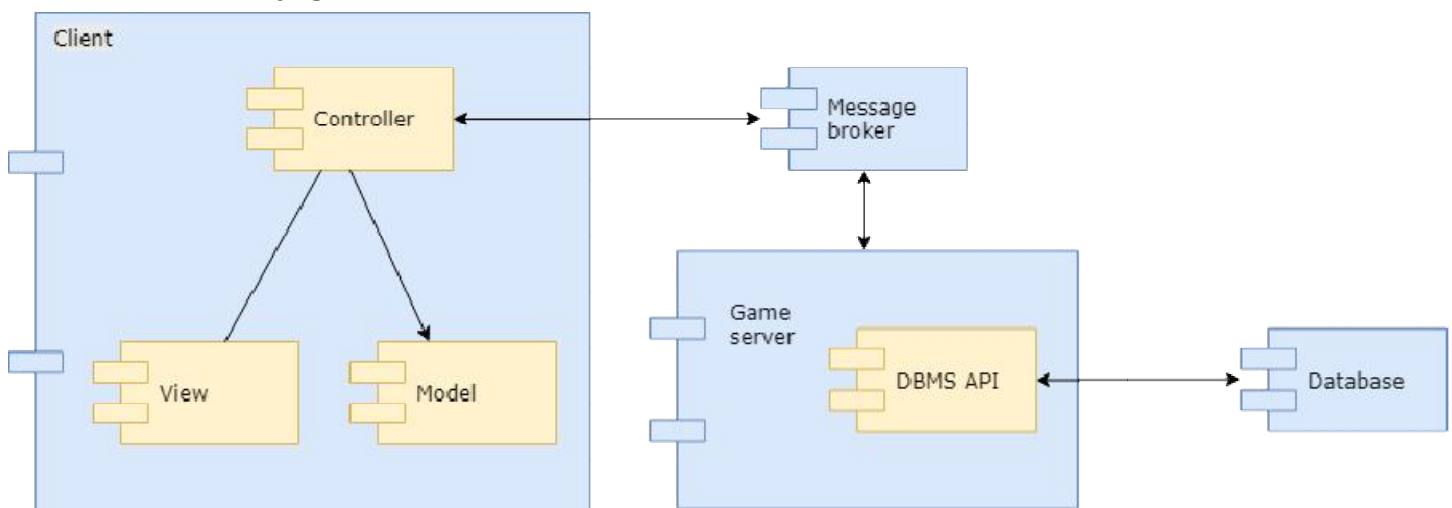 Client
Controller
Message
broker
Game
server
DBMS API
Database
View
Model